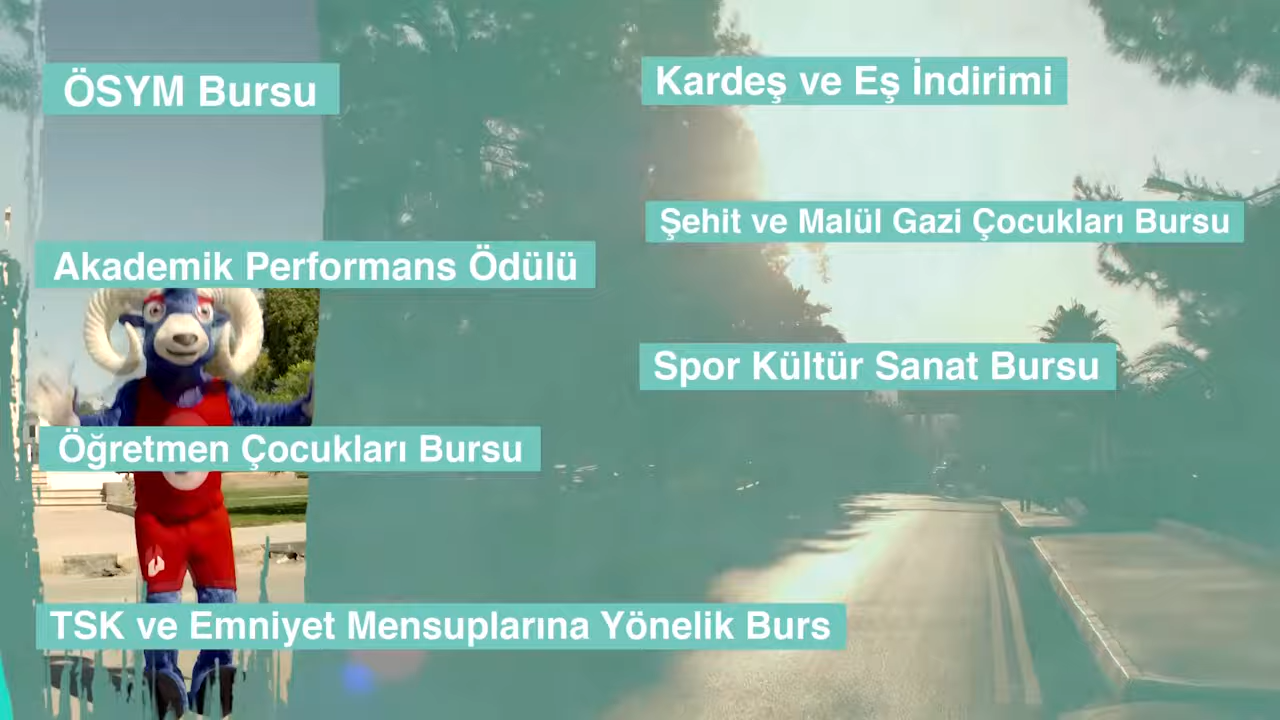 ÖSYM Bursu
Akademik Performans Ödülü
Öğretmen Çocukları Bursu
TSK ve Emniyet Mensuplarına Yönelik Burs
Kardeş ve Eş İndirimi
Şehit ve Malül Gazi Çocukları Bursu
Spor Kültür Sanat Bursu